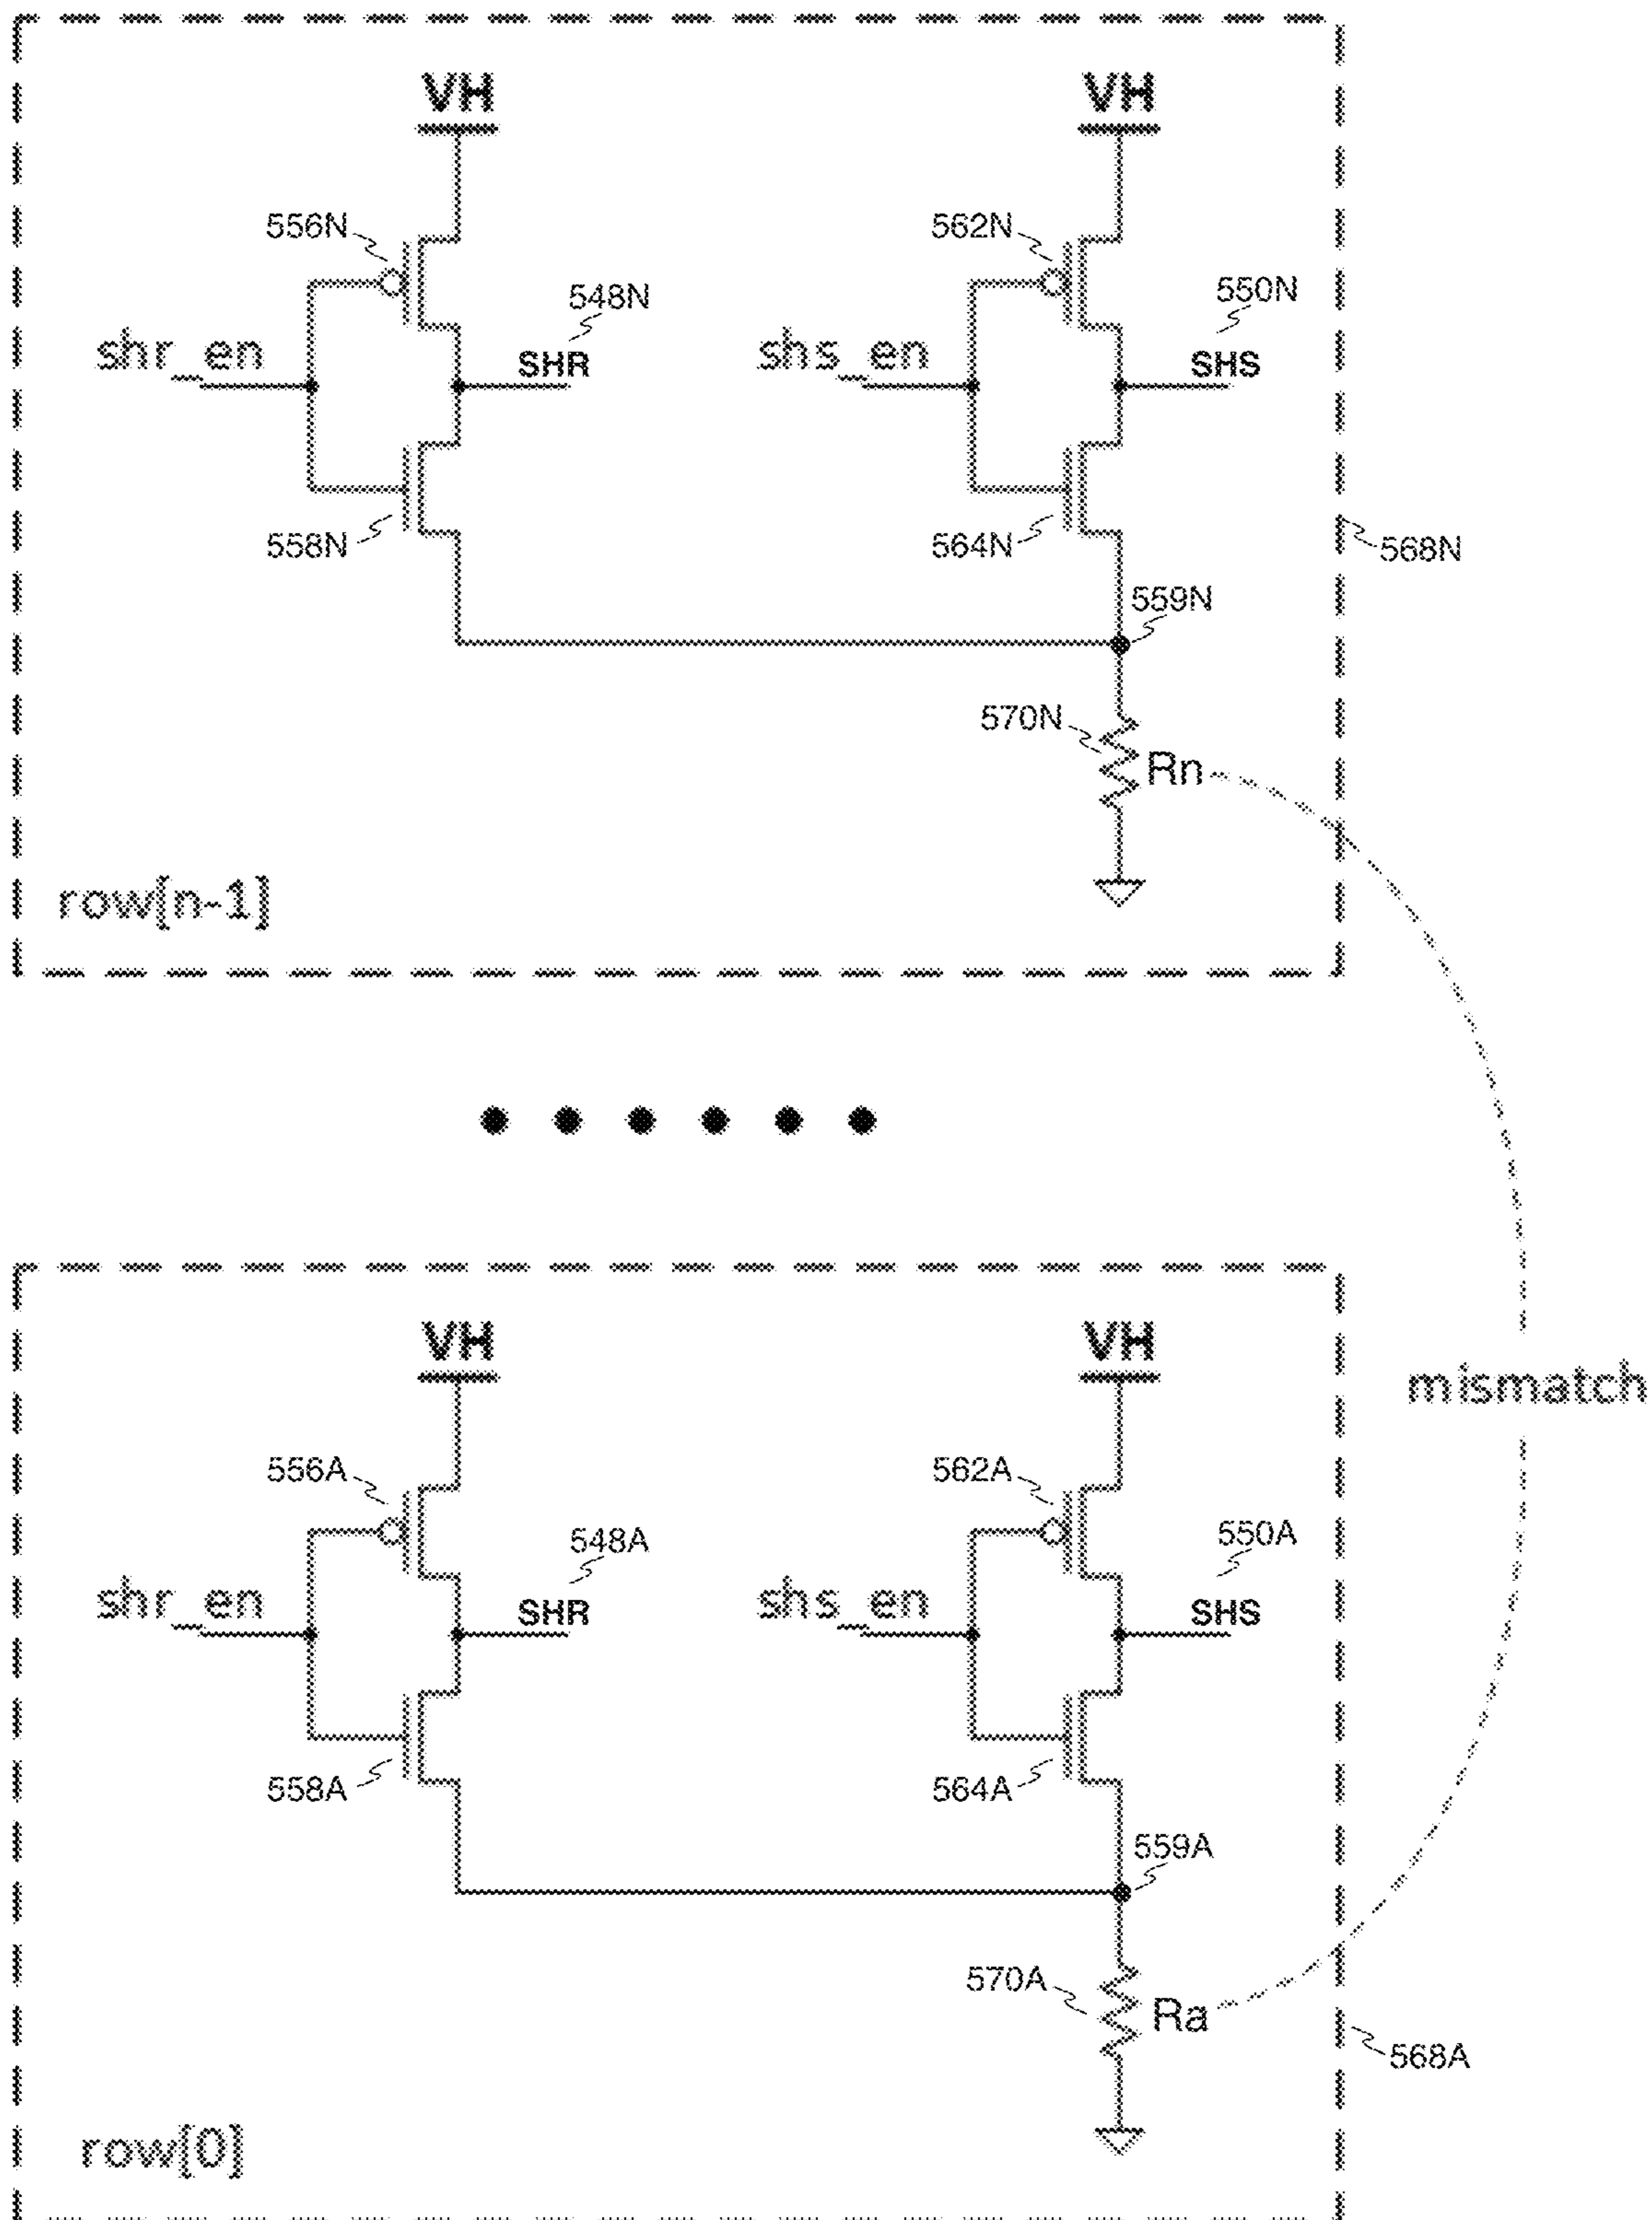 VH VH
556N 562N
548N 550N
shr_en SHR shs_en SHS
558N 564N 568N
559N
570N
Rn
row[n-1]
VH VH
mismatch
556A 562A
548A 550A
shr_en SHR shs_en SHS
558A 564A
559A
570A
Ra
568A
row[0]